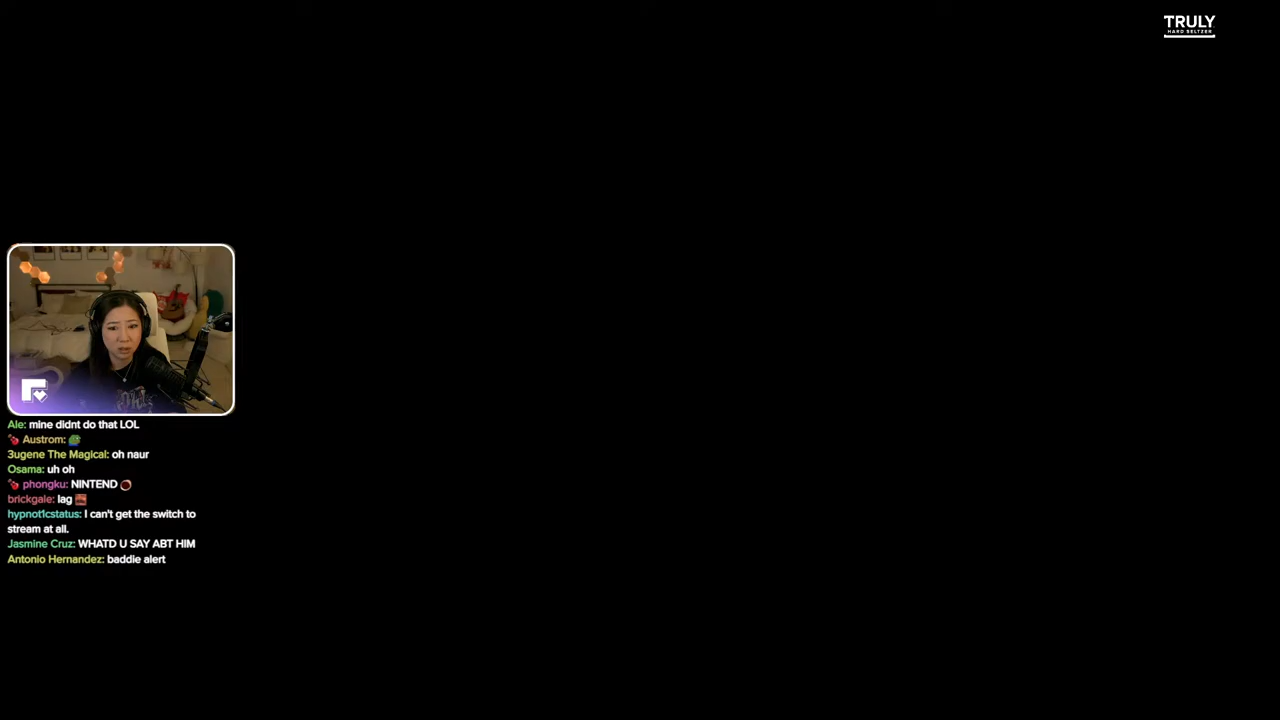 TRULY
HARD SELTZER
Ale: mine didnt do that LOL
Austrom:
3ugene The Magical: oh naur
Osama: uh oh
phongku: NINTEND
brickgale: lag
hypnot1cstatus: I can't get the switch to
stream at all.
Jasmine Cruz: WHATD U SAY ABT HIM
Antonio Hernandez: baddie alert